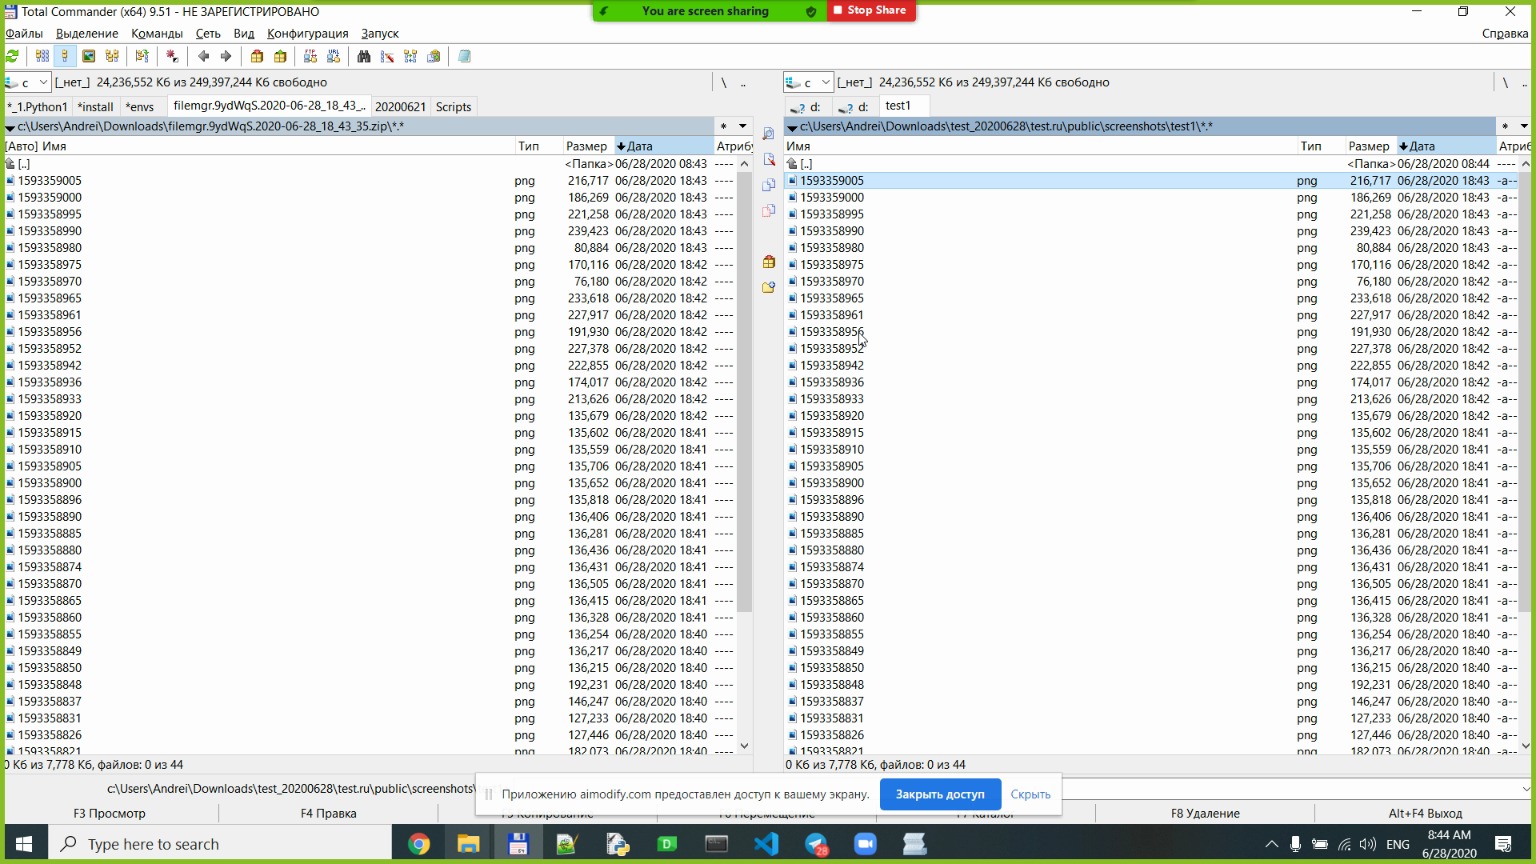 Total Commander (x64) 9.51 - НЕ ЗАРЕГИСТРИРОВАНО
You are screen sharing
Stop Share
Файлы Выделение Команды Сеть Вид Конфигурация Запуск Справка
c [_нет_] 24,236,552 Кб из 249,397,244 Кб свободно \ ..
c [_нет_] 24,236,552 Кб из 249,397,244 Кб свободно \ ..
*_1.Python1 *install *envs filemgr.9ydWqS.2020-06-28_18_43_.. 20200621 Scripts
d: d: test1
c:\Users\Andrei\Downloads\filemgr.9ydWqS.2020-06-28_18_43_35.zip\*.* *
c:\Users\Andrei\Downloads\test_20200628\test.ru\public\screenshots\test1\*.* *
[Авто] Имя Тип Размер Дата Атрибу
[..] <Папка> 06/28/2020 08:43 ----
1593359005 png 216,717 06/28/2020 18:43 ----
1593359000 png 186,269 06/28/2020 18:43 ----
1593358995 png 221,258 06/28/2020 18:43 ----
1593358990 png 239,423 06/28/2020 18:43 ----
1593358980 png 80,884 06/28/2020 18:43 ----
1593358975 png 170,116 06/28/2020 18:42 ----
1593358970 png 76,180 06/28/2020 18:42 ----
1593358965 png 233,618 06/28/2020 18:42 ----
1593358961 png 227,917 06/28/2020 18:42 ----
1593358956 png 191,930 06/28/2020 18:42 ----
1593358952 png 227,378 06/28/2020 18:42 ----
1593358942 png 222,855 06/28/2020 18:42 ----
1593358936 png 174,017 06/28/2020 18:42 ----
1593358933 png 213,626 06/28/2020 18:42 ----
1593358920 png 135,679 06/28/2020 18:42 ----
1593358915 png 135,602 06/28/2020 18:41 ----
1593358910 png 135,559 06/28/2020 18:41 ----
1593358905 png 135,706 06/28/2020 18:41 ----
1593358900 png 135,652 06/28/2020 18:41 ----
1593358896 png 135,818 06/28/2020 18:41 ----
1593358890 png 136,406 06/28/2020 18:41 ----
1593358885 png 136,281 06/28/2020 18:41 ----
1593358880 png 136,436 06/28/2020 18:41 ----
1593358874 png 136,431 06/28/2020 18:41 ----
1593358870 png 136,505 06/28/2020 18:41 ----
1593358865 png 136,415 06/28/2020 18:41 ----
1593358860 png 136,328 06/28/2020 18:41 ----
1593358855 png 136,254 06/28/2020 18:40 ----
1593358849 png 136,217 06/28/2020 18:40 ----
1593358850 png 136,215 06/28/2020 18:40 ----
1593358848 png 192,231 06/28/2020 18:40 ----
1593358837 png 146,247 06/28/2020 18:40 ----
1593358831 png 127,233 06/28/2020 18:40 ----
1593358826 png 127,446 06/28/2020 18:40 ----
1593358821 png 182,073 06/28/2020 18:40 ----
0 Кб из 7,778 Кб, файлов: 0 из 44
Имя Тип Размер Дата Атриб
[..] <Папка> 06/28/2020 08:44 ----
1593359005 png 216,717 06/28/2020 18:43 -a--
1593359000 png 186,269 06/28/2020 18:43 -a--
1593358995 png 221,258 06/28/2020 18:43 -a--
1593358990 png 239,423 06/28/2020 18:43 -a--
1593358980 png 80,884 06/28/2020 18:43 -a--
1593358975 png 170,116 06/28/2020 18:42 -a--
1593358970 png 76,180 06/28/2020 18:42 -a--
1593358965 png 233,618 06/28/2020 18:42 -a--
1593358961 png 227,917 06/28/2020 18:42 -a--
1593358956 png 191,930 06/28/2020 18:42 -a--
1593358952 png 227,378 06/28/2020 18:42 -a--
1593358942 png 222,855 06/28/2020 18:42 -a--
1593358936 png 174,017 06/28/2020 18:42 -a--
1593358933 png 213,626 06/28/2020 18:42 -a--
1593358920 png 135,679 06/28/2020 18:42 -a--
1593358915 png 135,602 06/28/2020 18:41 -a--
1593358910 png 135,559 06/28/2020 18:41 -a--
1593358905 png 135,706 06/28/2020 18:41 -a--
1593358900 png 135,652 06/28/2020 18:41 -a--
1593358896 png 135,818 06/28/2020 18:41 -a--
1593358890 png 136,406 06/28/2020 18:41 -a--
1593358885 png 136,281 06/28/2020 18:41 -a--
1593358880 png 136,436 06/28/2020 18:41 -a--
1593358874 png 136,431 06/28/2020 18:41 -a--
1593358870 png 136,505 06/28/2020 18:41 -a--
1593358865 png 136,415 06/28/2020 18:41 -a--
1593358860 png 136,328 06/28/2020 18:41 -a--
1593358855 png 136,254 06/28/2020 18:40 -a--
1593358849 png 136,217 06/28/2020 18:40 -a--
1593358850 png 136,215 06/28/2020 18:40 -a--
1593358848 png 192,231 06/28/2020 18:40 -a--
1593358837 png 146,247 06/28/2020 18:40 -a--
1593358831 png 127,233 06/28/2020 18:40 -a--
1593358826 png 127,446 06/28/2020 18:40 -a--
1593358821 png 182,073 06/28/2020 18:40 -a--
0 Кб из 7,778 Кб, файлов: 0 из 44
c:\Users\Andrei\Downloads\test_20200628\test.ru\public\screenshots\
Приложению aimodify.com предоставлен доступ к вашему экрану. Закрыть доступ Скрыть
F3 Просмотр F4 Правка F8 Удаление Alt+F4 Выход
Type here to search
28
ENG
8:44 AM
6/28/2020